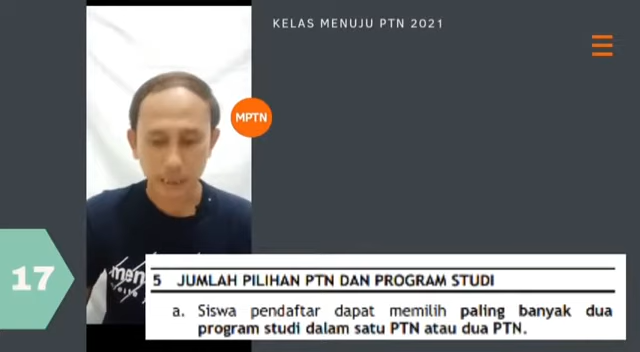 KELAS MENUJU PTN 2021
MPTN
17
men
5 JUMLAH PILIHAN PTN DAN PROGRAM STUDI
a. Siswa pendaftar dapat memilih paling banyak dua
program studi dalam satu PTN atau dua PTN.